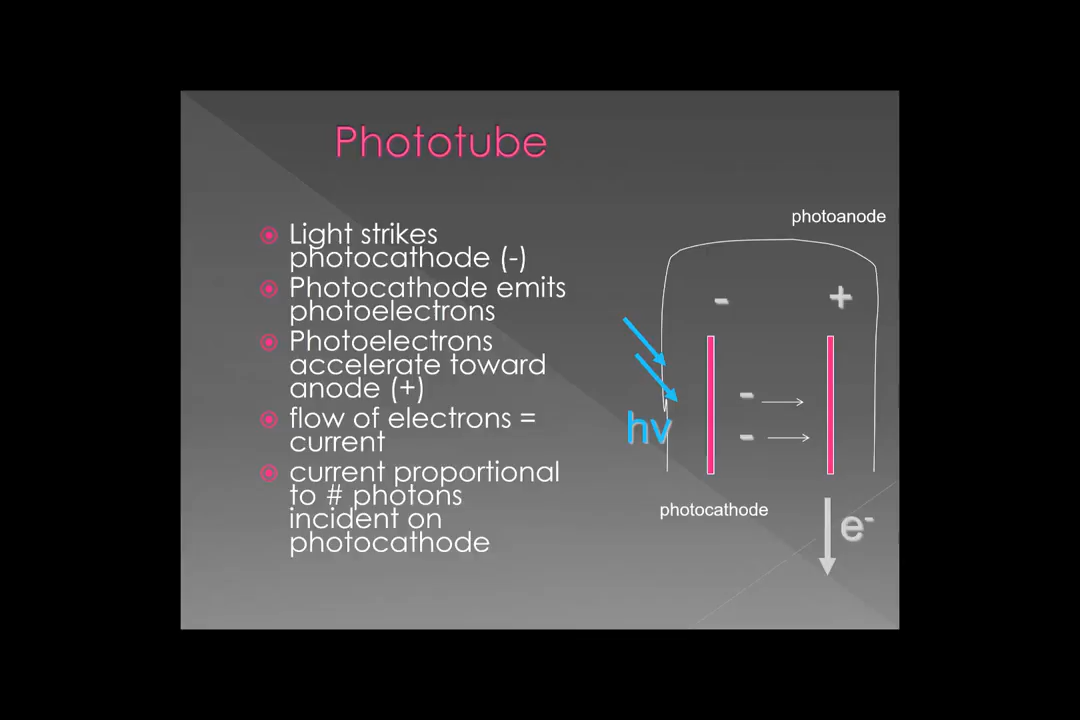 Phototube
Light strikes
photocathode (-)
Photocathode emits
photoelectrons
Photoelectrons
accelerate toward
anode (+)
flow of electrons =
current
current proportional
to # photons
incident on
photocathode
photoanode
- +
-
-
hν
photocathode
e-